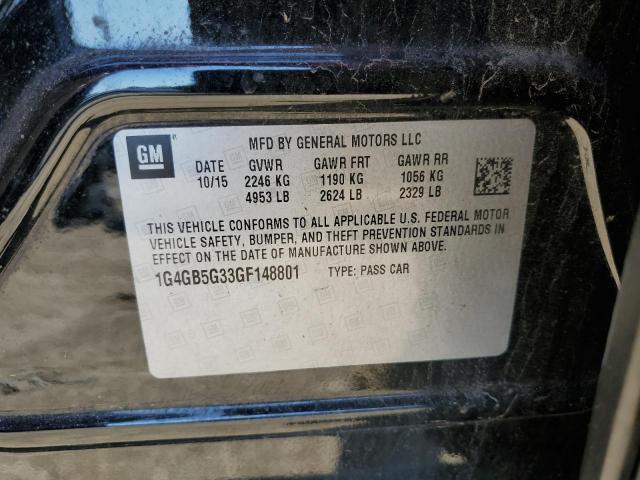 GM
MFD BY GENERAL MOTORS LLC
DATE GVWR GAWR FRT GAWR RR
10/15 2246 KG 1190 KG 1056 KG
4953 LB 2624 LB 2329 LB
THIS VEHICLE CONFORMS TO ALL APPLICABLE U.S. FEDERAL MOTOR
VEHICLE SAFETY, BUMPER, AND THEFT PREVENTION STANDARDS IN
EFFECT ON THE DATE OF MANUFACTURE SHOWN ABOVE.
1G4GB5G33GF148801 TYPE: PASS CAR